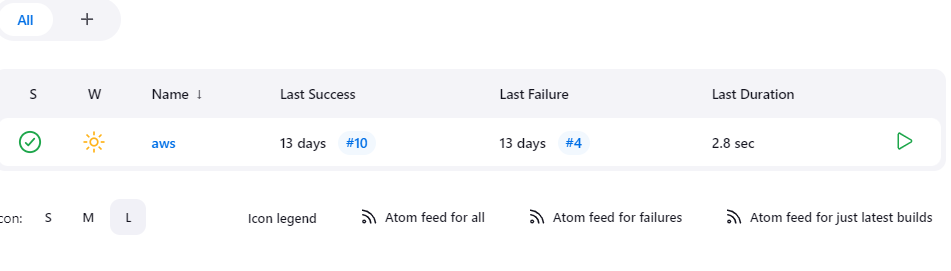 All +
S W Name ↓ Last Success Last Failure Last Duration
aws 13 days #10 13 days #4 2.8 sec
con: S M L Icon legend Atom feed for all Atom feed for failures Atom feed for just latest builds